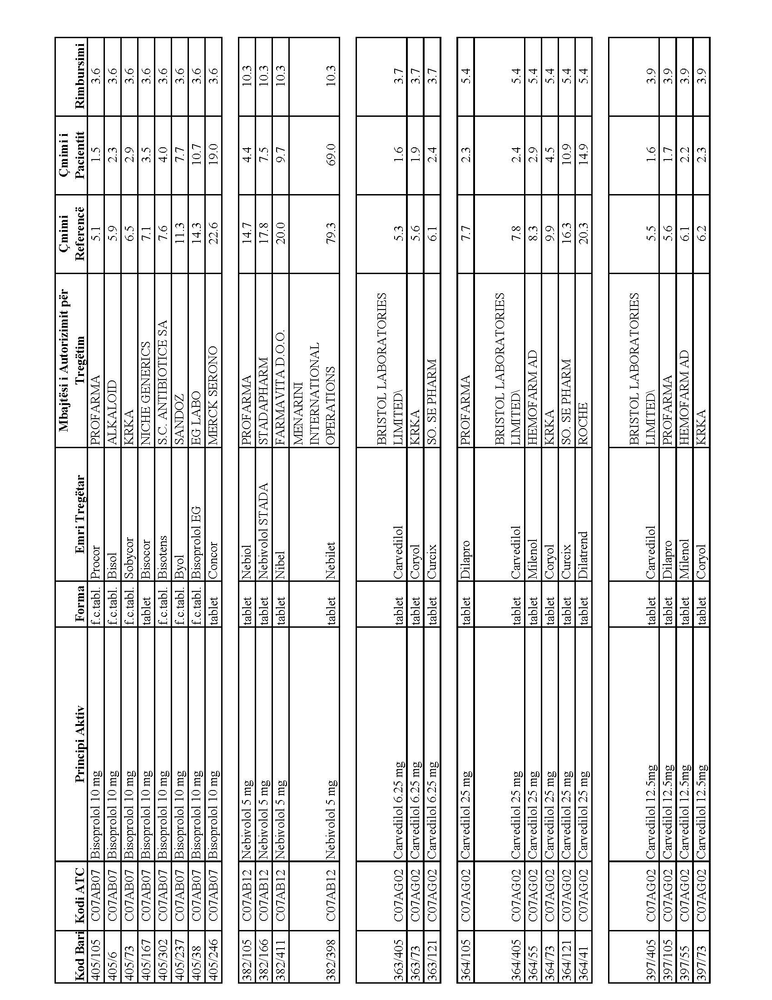 Kod Bari Kodi ATC Principi Aktiv Forma Emri Tregëtar Mbajtësi i Autorizimit për Tregëtim Çmimi Referencë Çmimi i Pacientit Rimbursimi
405/105 C07AB07 Bisoprolol 10 mg f.c.tabl. Procor PROFARMA 5.1 1.5 3.6
405/6 C07AB07 Bisoprolol 10 mg f.c.tabl. Bisol ALKALOID 5.9 2.3 3.6
405/73 C07AB07 Bisoprolol 10 mg f.c.tabl. Sobycor KRKA 6.5 2.9 3.6
405/167 C07AB07 Bisoprolol 10 mg tablet Bisocor NICHE GENERICS 7.1 3.5 3.6
405/302 C07AB07 Bisoprolol 10 mg f.c.tabl. Bisotens S.C. ANTIBIOTICE SA 7.6 4.0 3.6
405/237 C07AB07 Bisoprolol 10 mg f.c.tabl. Byol SANDOZ 11.3 7.7 3.6
405/38 C07AB07 Bisoprolol 10 mg f.c.tabl. Bisoprolol EG EG LABO 14.3 10.7 3.6
405/246 C07AB07 Bisoprolol 10 mg tablet Concor MERCK SERONO 22.6 19.0 3.6
382/105 C07AB12 Nebivolol 5 mg tablet Nebiol PROFARMA 14.7 4.4 10.3
382/166 C07AB12 Nebivolol 5 mg tablet Nebivolol STADA STADAPHARM 17.8 7.5 10.3
382/411 C07AB12 Nebivolol 5 mg tablet Nibel FARMAVITA D.O.O. 20.0 9.7 10.3
MENARINI
INTERNATIONAL
382/398 C07AB12 Nebivolol 5 mg tablet Nebilet OPERATIONS 79.3 69.0 10.3
BRISTOL LABORATORIES
363/405 C07AG02 Carvedilol 6.25 mg tablet Carvedilol LIMITED\ 5.3 1.6 3.7
363/73 C07AG02 Carvedilol 6.25 mg tablet Coryol KRKA 5.6 1.9 3.7
363/121 C07AG02 Carvedilol 6.25 mg tablet Curcix SO. SE PHARM 6.1 2.4 3.7
364/105 C07AG02 Carvedilol 25 mg tablet Dilapro PROFARMA 7.7 2.3 5.4
BRISTOL LABORATORIES
364/405 C07AG02 Carvedilol 25 mg tablet Carvedilol LIMITED\ 7.8 2.4 5.4
364/55 C07AG02 Carvedilol 25 mg tablet Milenol HEMOFARM AD 8.3 2.9 5.4
364/73 C07AG02 Carvedilol 25 mg tablet Coryol KRKA 9.9 4.5 5.4
364/121 C07AG02 Carvedilol 25 mg tablet Curcix SO. SE PHARM 16.3 10.9 5.4
364/41 C07AG02 Carvedilol 25 mg tablet Dilatrend ROCHE 20.3 14.9 5.4
BRISTOL LABORATORIES
397/405 C07AG02 Carvedilol 12.5mg tablet Carvedilol LIMITED\ 5.5 1.6 3.9
397/105 C07AG02 Carvedilol 12.5mg tablet Dilapro PROFARMA 5.6 1.7 3.9
397/55 C07AG02 Carvedilol 12.5mg tablet Milenol HEMOFARM AD 6.1 2.2 3.9
397/73 C07AG02 Carvedilol 12.5mg tablet Coryol KRKA 6.2 2.3 3.9